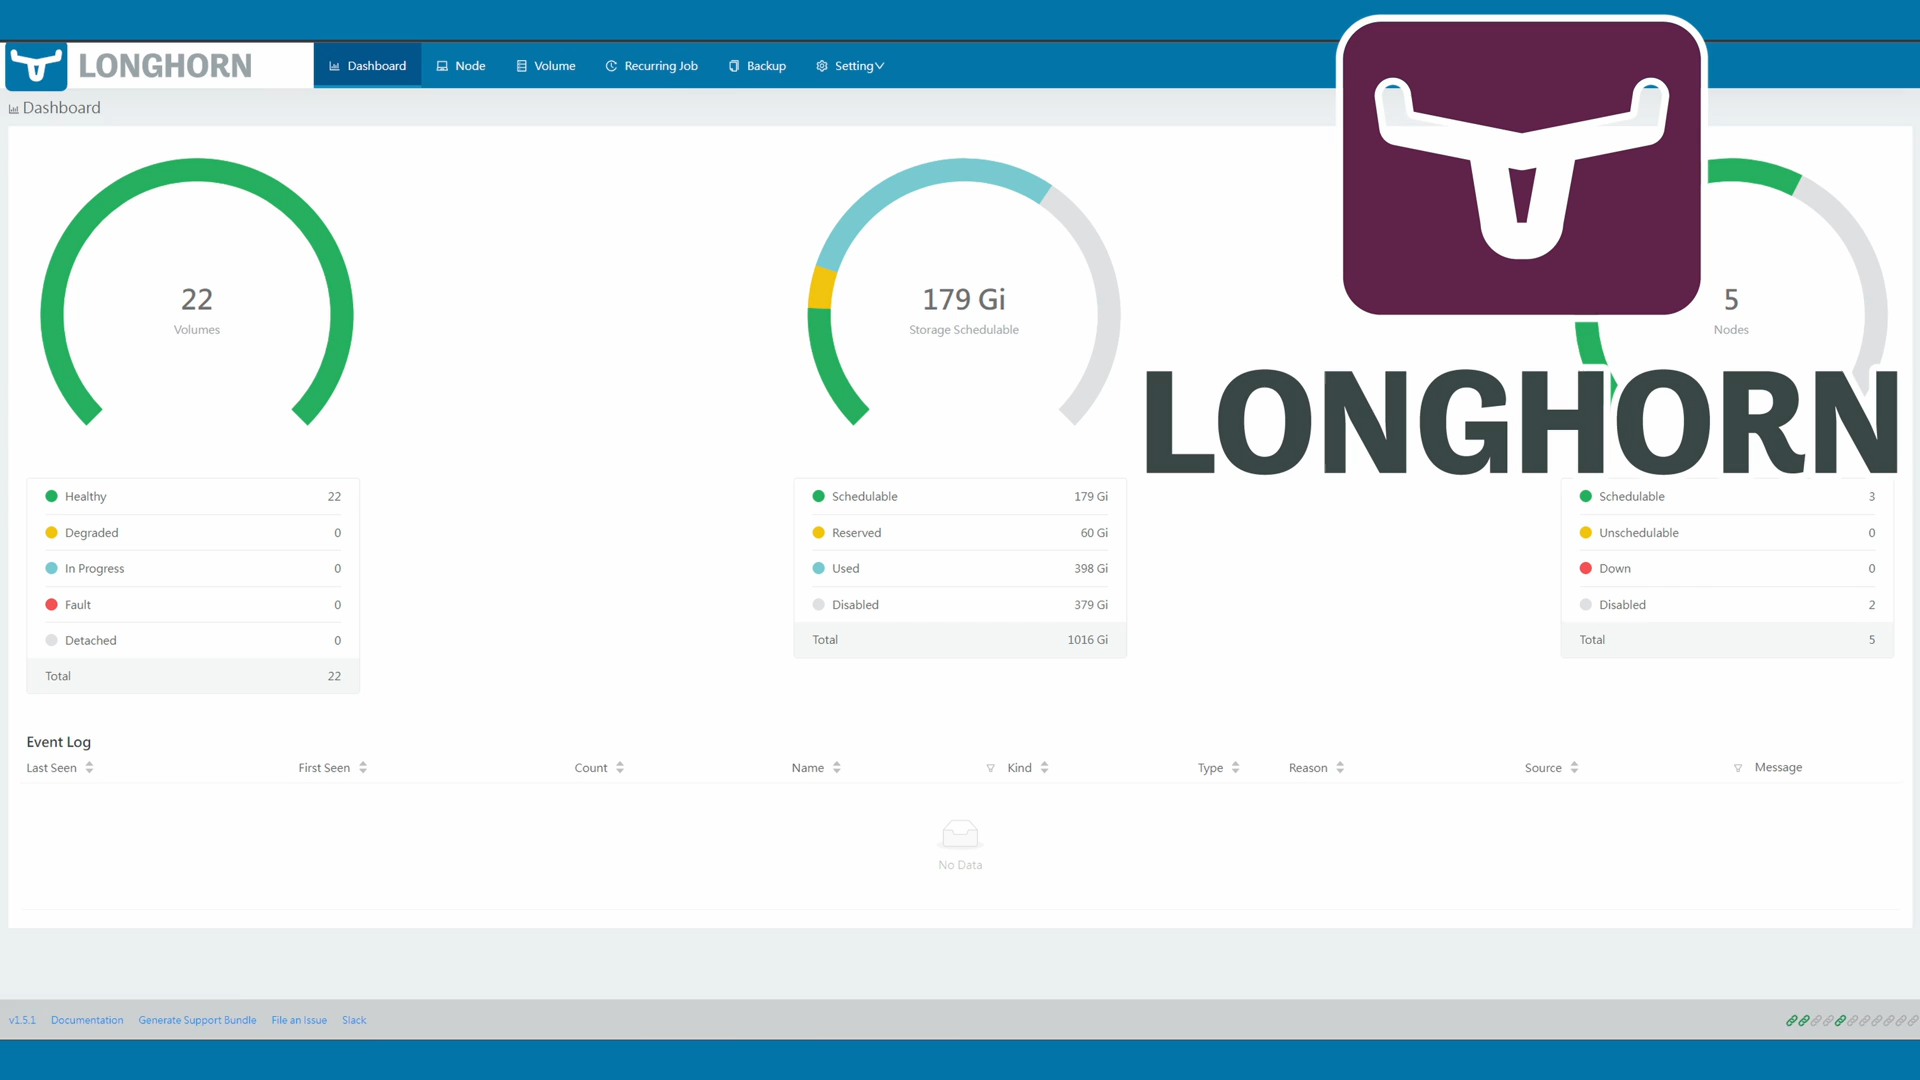 LONGHORN
Dashboard Node Volume Recurring Job Backup Setting
Dashboard
22
Volumes
179 Gi
Storage Schedulable
5
Nodes
LONGHORN
Healthy 22
Degraded 0
In Progress 0
Fault 0
Detached 0
Total 22
Schedulable 179 Gi
Reserved 60 Gi
Used 398 Gi
Disabled 379 Gi
Total 1016 Gi
Schedulable 3
Unschedulable 0
Down 0
Disabled 2
Total 5
Event Log
Last Seen First Seen Count Name Kind Type Reason Source Message
No Data
v1.5.1 Documentation Generate Support Bundle File an Issue Slack